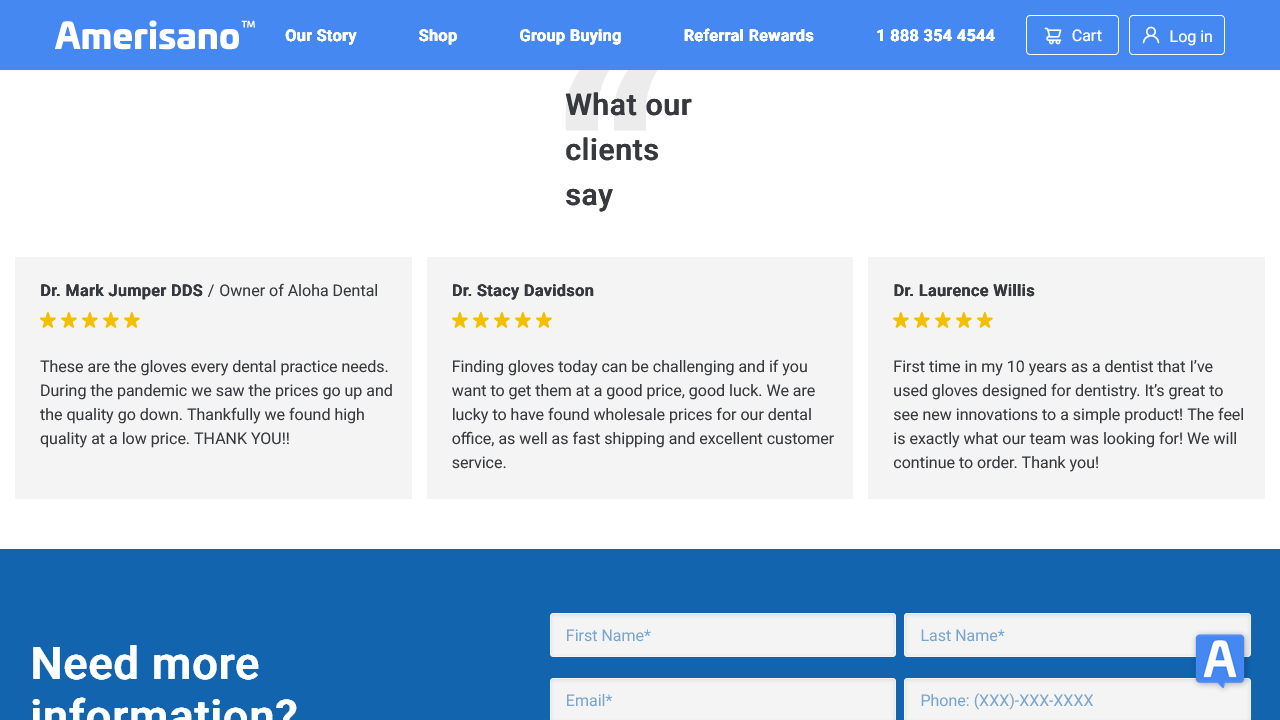 Amerisano™
Our Story
Shop
Group Buying
Referral Rewards
1 888 354 4544
Cart
Log in
“
What our
clients
say
Dr. Mark Jumper DDS / Owner of Aloha Dental
These are the gloves every dental practice needs.
During the pandemic we saw the prices go up and
the quality go down. Thankfully we found high
quality at a low price. THANK YOU!!
Dr. Stacy Davidson
Finding gloves today can be challenging and if you
want to get them at a good price, good luck. We are
lucky to have found wholesale prices for our dental
office, as well as fast shipping and excellent customer
service.
Dr. Laurence Willis
First time in my 10 years as a dentist that I’ve
used gloves designed for dentistry. It’s great to
see new innovations to a simple product! The feel
is exactly what our team was looking for! We will
continue to order. Thank you!
Need more
information?
First Name*
Last Name*
Email*
Phone: (XXX)-XXX-XXXX
A